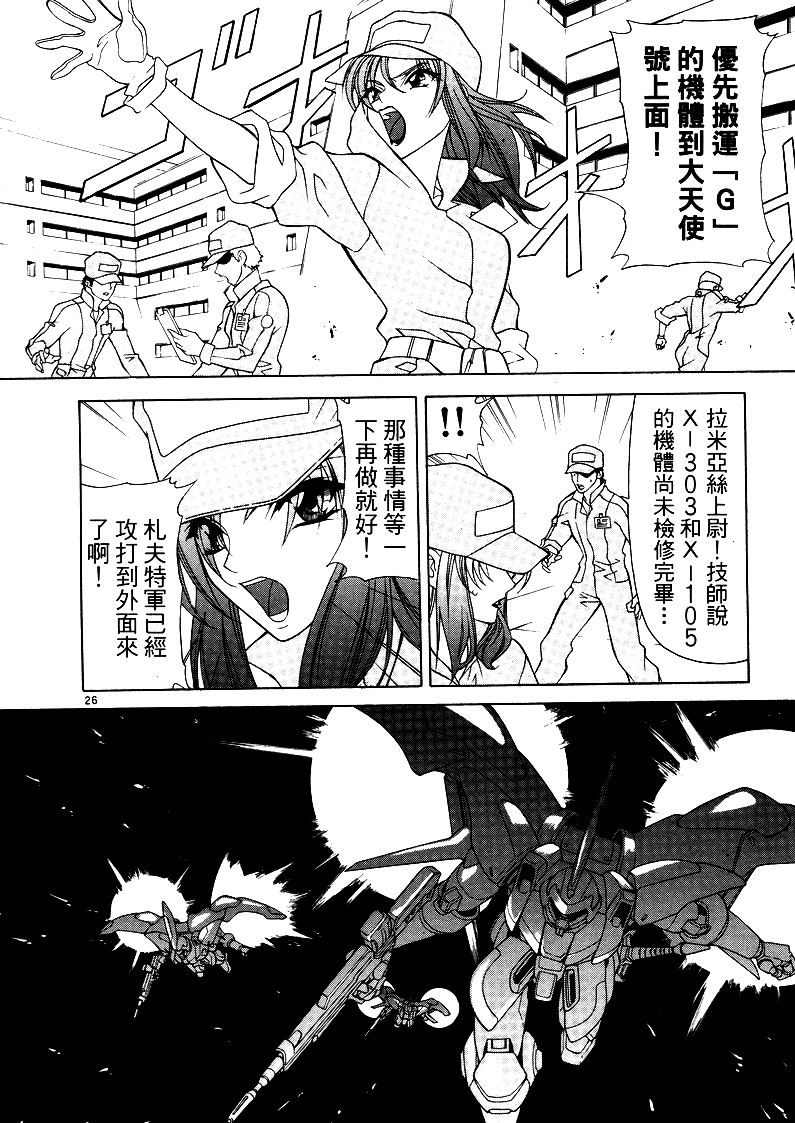 優先搬運「G」
的機體到大天使
號上面！
拉米亞絲上尉！技師說
X-303和X-105
的機體尚未檢修完畢…
!!
那種事情等一
下再做就好！
札夫特軍已經
攻打到外面來
了啊！
26